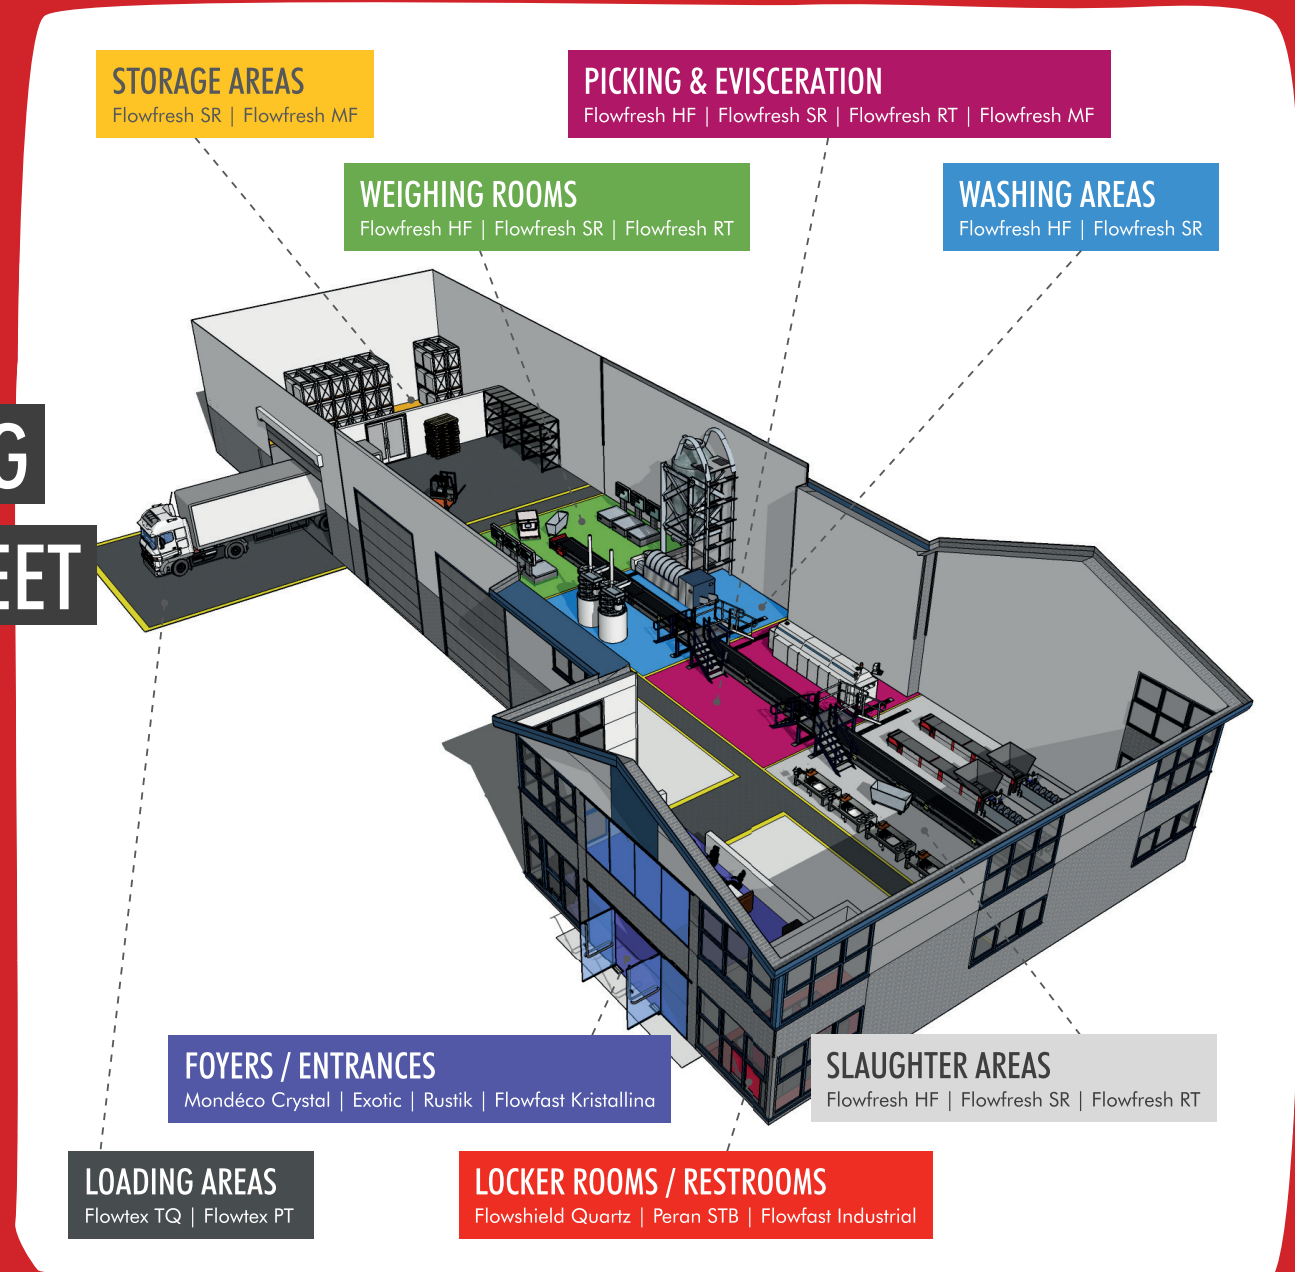 STORAGE AREAS
Flowfresh SR | Flowfresh MF
PICKING & EVISCERATION
Flowfresh HF | Flowfresh SR | Flowfresh RT | Flowfresh MF
WEIGHING ROOMS
Flowfresh HF | Flowfresh SR | Flowfresh RT
WASHING AREAS
Flowfresh HF | Flowfresh SR
G
EET
FOYERS / ENTRANCES
Mondéco Crystal | Exotic | Rustik | Flowfast Kristallina
SLAUGHTER AREAS
Flowfresh HF | Flowfresh SR | Flowfresh RT
LOADING AREAS
Flowtex TQ | Flowtex PT
LOCKER ROOMS / RESTROOMS
Flowshield Quartz | Peran STB | Flowfast Industrial